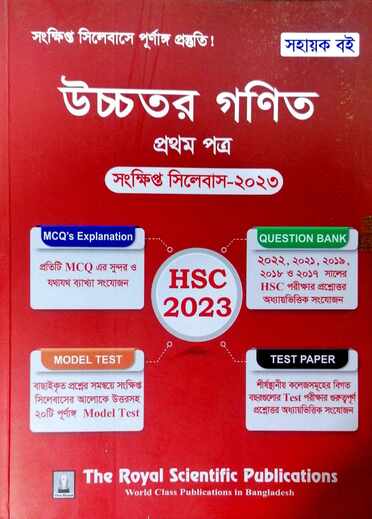 সংক্ষিপ্ত সিলেবাসে পূর্ণাঙ্গ প্রস্তুতি!
সহায়ক বই
উচ্চতর গণিত
প্রথম পত্র
সংক্ষিপ্ত সিলেবাস-২০২৩
MCQ's Explanation
প্রতিটি MCQ এর সুন্দর ও
যথাযথ ব্যাখ্যা সংযোজন
QUESTION BANK
২০২২, ২০২১, ২০১৯,
২০১৮ ও ২০১৭ সালের
HSC পরীক্ষার প্রশ্নোত্তর
অধ্যায়ভিত্তিক সংযোজন
HSC
2023
MODEL TEST
বাছাইকৃত প্রশ্নের সমন্বয়ে সংক্ষিপ্ত
সিলেবাসের আলোকে উত্তরসহ
২০টি পূর্ণাঙ্গ Model Test
TEST PAPER
শীর্ষস্থানীয় কলেজসমূহের বিগত
বছরগুলোর Test পরীক্ষার গুরুত্বপূর্ণ
প্রশ্নোত্তর অধ্যায়ভিত্তিক সংযোজন
The Royal Scientific Publications
World Class Publications in Bangladesh